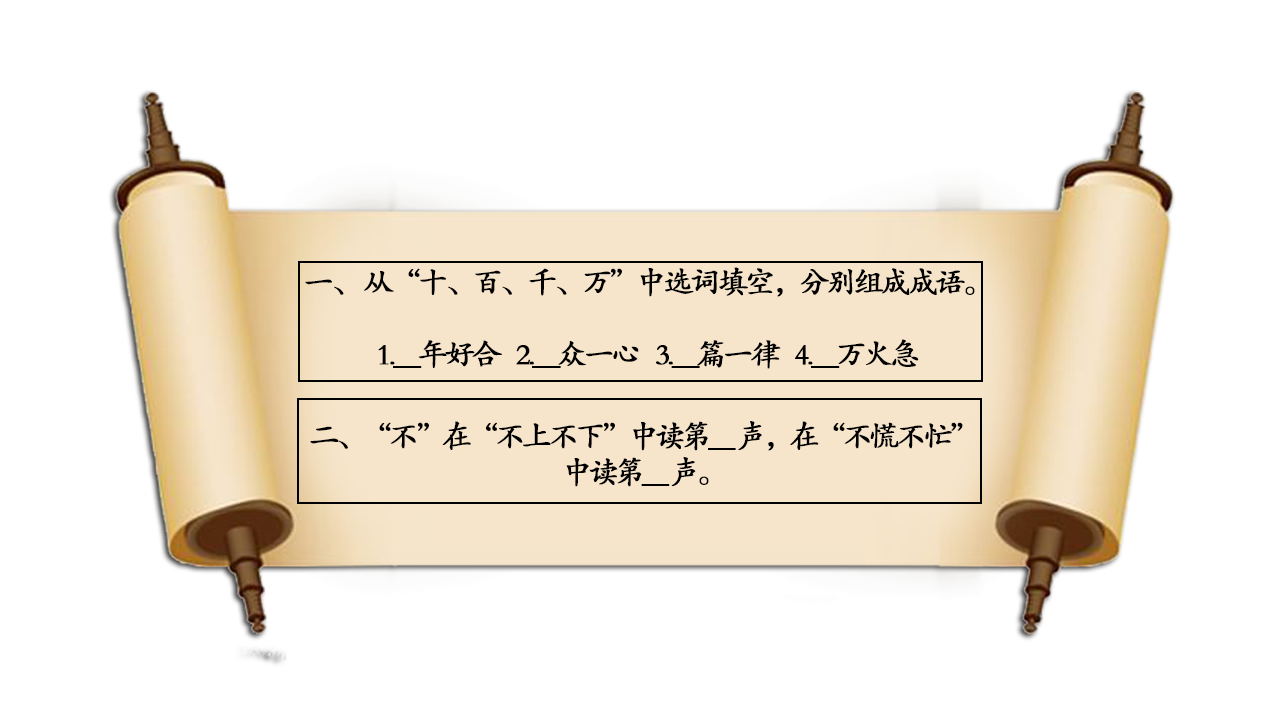 一、从“十、百、千、万”中选词填空，分别组成成语。
1.__年好合 2.__众一心 3.__篇一律 4.__万火急
二、“不”在“不上不下”中读第__声，在“不慌不忙”
中读第__声。